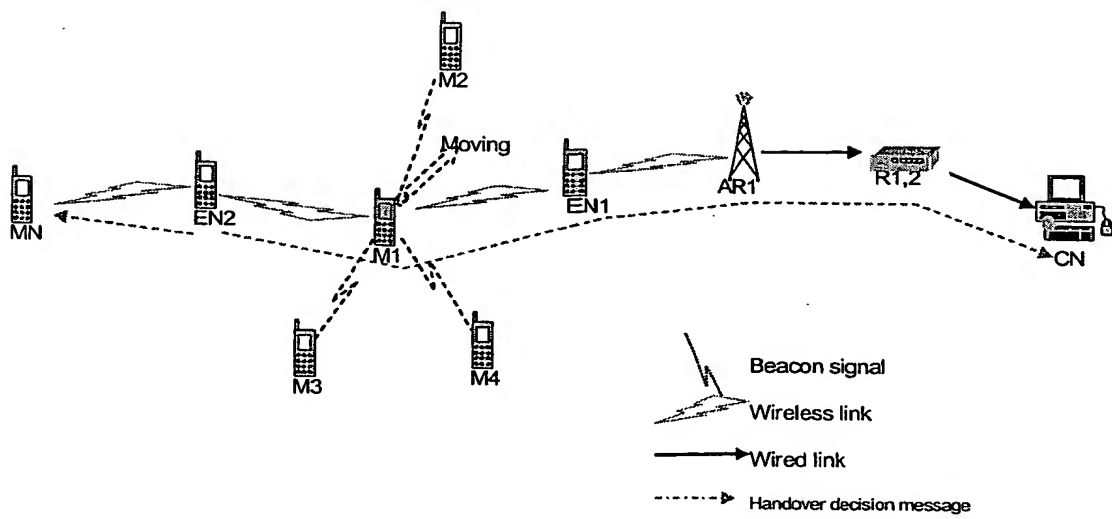 M2
Moving
MN
EN2
M1
EN1
AR1
R1,2
CN
M3
M4
Beacon signal
Wireless link
Wired link
Handover decision message